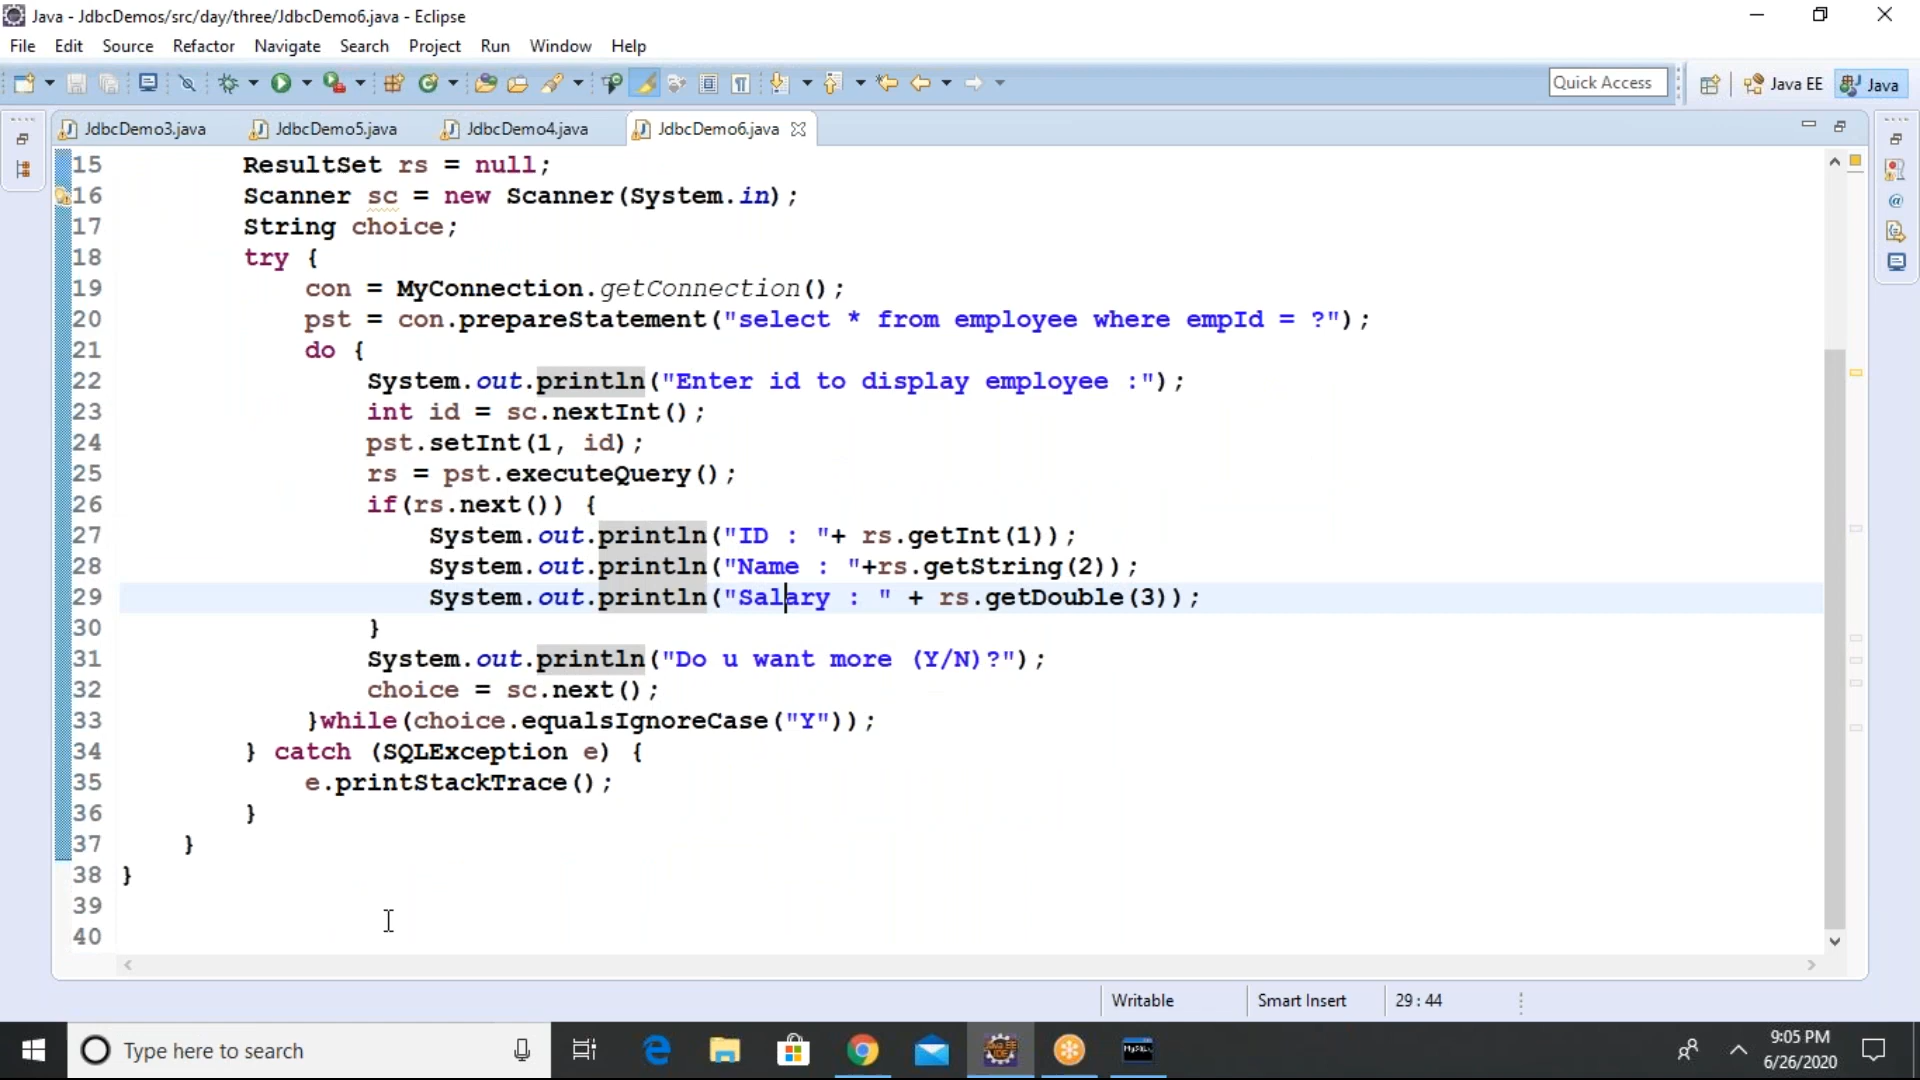 Java - JdbcDemos/src/day/three/JdbcDemo6.java - Eclipse
File Edit Source Refactor Navigate Search Project Run Window Help
Quick Access Java EE Java
JdbcDemo3.java JdbcDemo5.java JdbcDemo4.java JdbcDemo6.java
15 ResultSet rs = null;
16 Scanner sc = new Scanner(System.in);
17 String choice;
18 try {
19 con = MyConnection.getConnection();
20 pst = con.prepareStatement("select * from employee where empId = ?");
21 do {
22 System.out.println("Enter id to display employee :");
23 int id = sc.nextInt();
24 pst.setInt(1, id);
25 rs = pst.executeQuery();
26 if(rs.next()) {
27 System.out.println("ID : "+ rs.getInt(1));
28 System.out.println("Name : "+rs.getString(2));
29 System.out.println("Salary : " + rs.getDouble(3));
30 }
31 System.out.println("Do u want more (Y/N)?");
32 choice = sc.next();
33 }while(choice.equalsIgnoreCase("Y"));
34 } catch (SQLException e) {
35 e.printStackTrace();
36 }
37 }
38 }
39
40
Writable Smart Insert 29 : 44
Type here to search
9:05 PM
6/26/2020